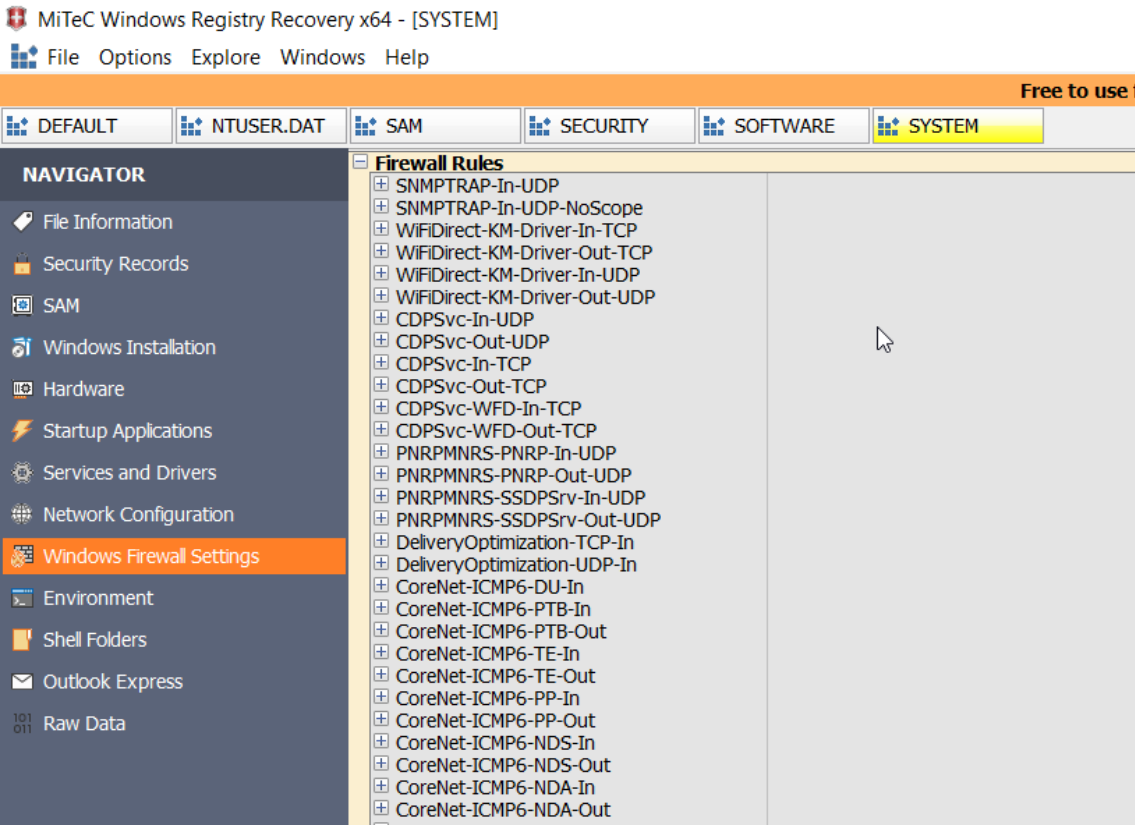 MiTeC Windows Registry Recovery x64 - [SYSTEM]
File Options Explore Windows Help
Free to use
DEFAULT NTUSER.DAT SAM SECURITY SOFTWARE SYSTEM
NAVIGATOR
File Information
Security Records
SAM
Windows Installation
Hardware
Startup Applications
Services and Drivers
Network Configuration
Windows Firewall Settings
Environment
Shell Folders
Outlook Express
Raw Data
Firewall Rules
SNMPTRAP-In-UDP
SNMPTRAP-In-UDP-NoScope
WiFiDirect-KM-Driver-In-TCP
WiFiDirect-KM-Driver-Out-TCP
WiFiDirect-KM-Driver-In-UDP
WiFiDirect-KM-Driver-Out-UDP
CDPSvc-In-UDP
CDPSvc-Out-UDP
CDPSvc-In-TCP
CDPSvc-Out-TCP
CDPSvc-WFD-In-TCP
CDPSvc-WFD-Out-TCP
PNRPMNRS-PNRP-In-UDP
PNRPMNRS-PNRP-Out-UDP
PNRPMNRS-SSDPSrv-In-UDP
PNRPMNRS-SSDPSrv-Out-UDP
DeliveryOptimization-TCP-In
DeliveryOptimization-UDP-In
CoreNet-ICMP6-DU-In
CoreNet-ICMP6-PTB-In
CoreNet-ICMP6-PTB-Out
CoreNet-ICMP6-TE-In
CoreNet-ICMP6-TE-Out
CoreNet-ICMP6-PP-In
CoreNet-ICMP6-PP-Out
CoreNet-ICMP6-NDS-In
CoreNet-ICMP6-NDS-Out
CoreNet-ICMP6-NDA-In
CoreNet-ICMP6-NDA-Out